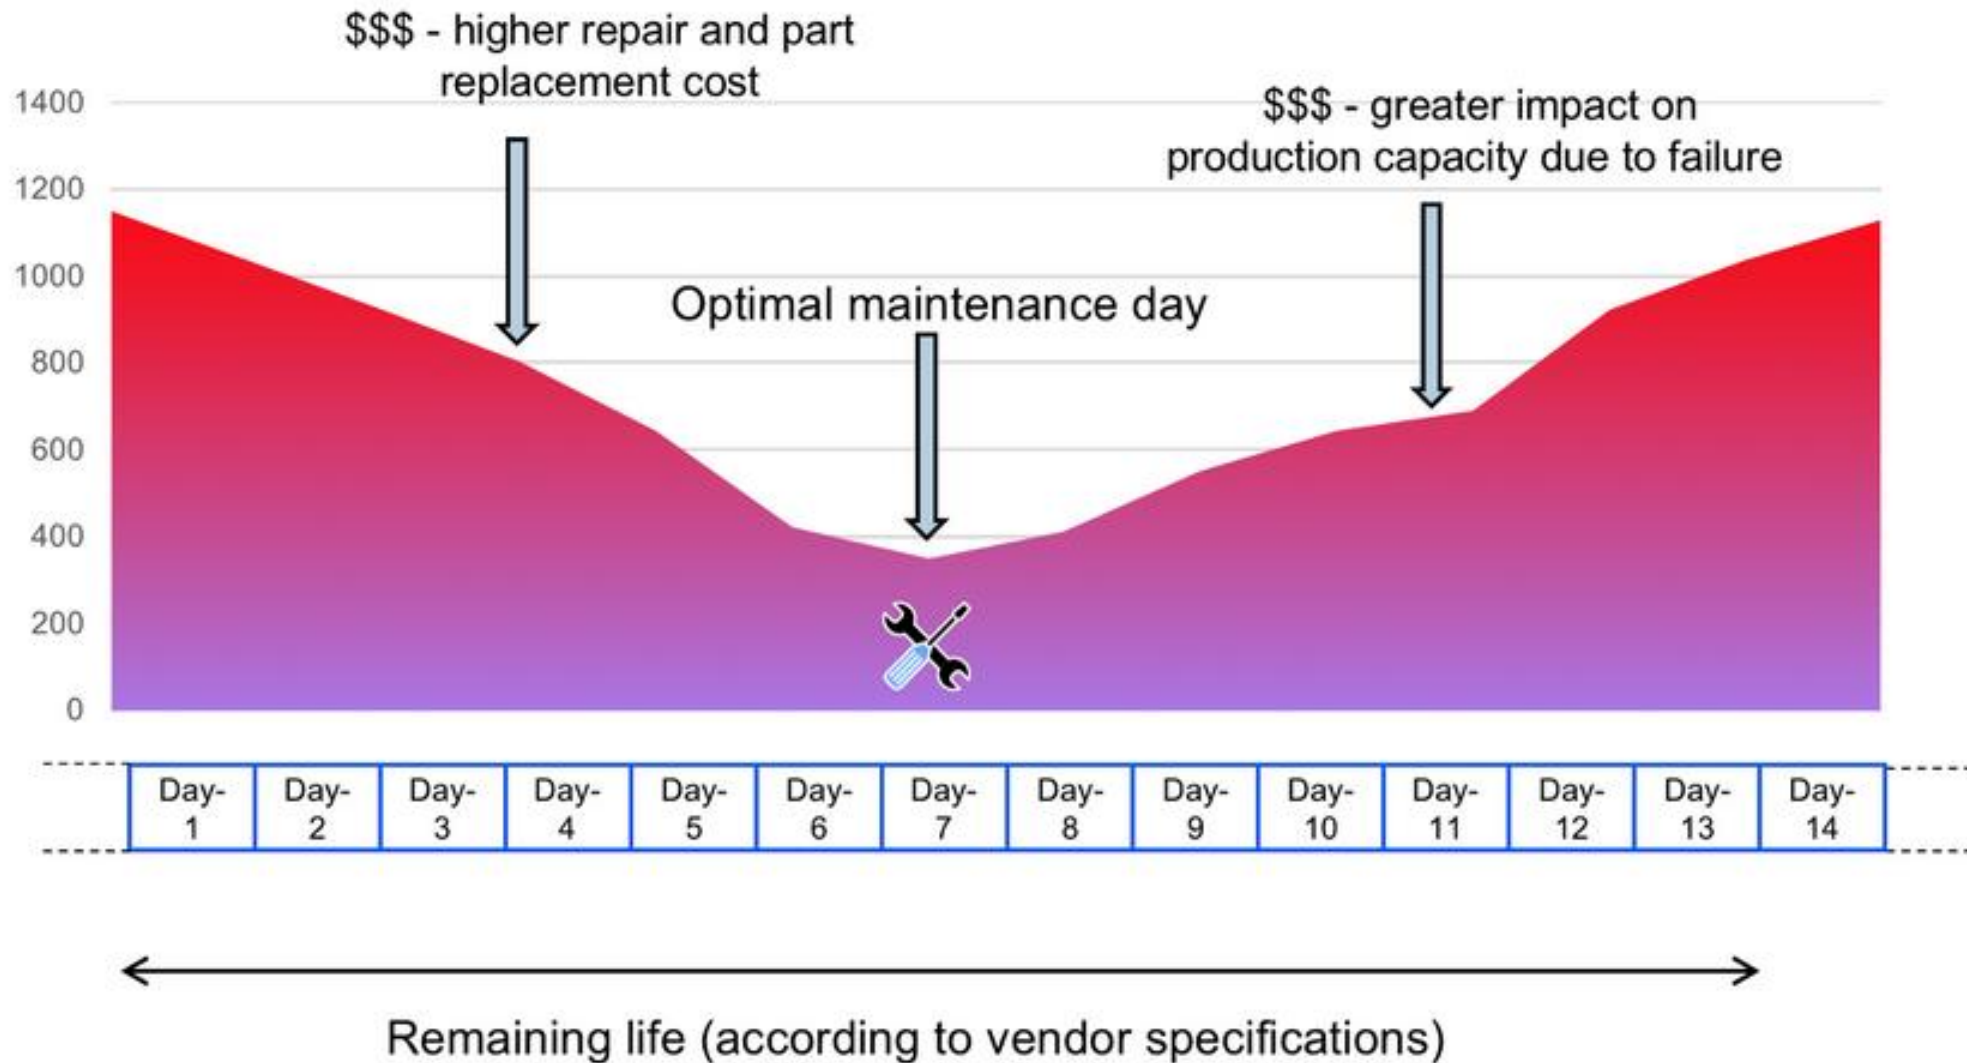 $$$ - higher repair and part
replacement cost
$$$ - greater impact on
production capacity due to failure
Optimal maintenance day
1400
1200
1000
800
600
400
200
0
Day-
1
Day-
2
Day-
3
Day-
4
Day-
5
Day-
6
Day-
7
Day-
8
Day-
9
Day-
10
Day-
11
Day-
12
Day-
13
Day-
14
Remaining life (according to vendor specifications)